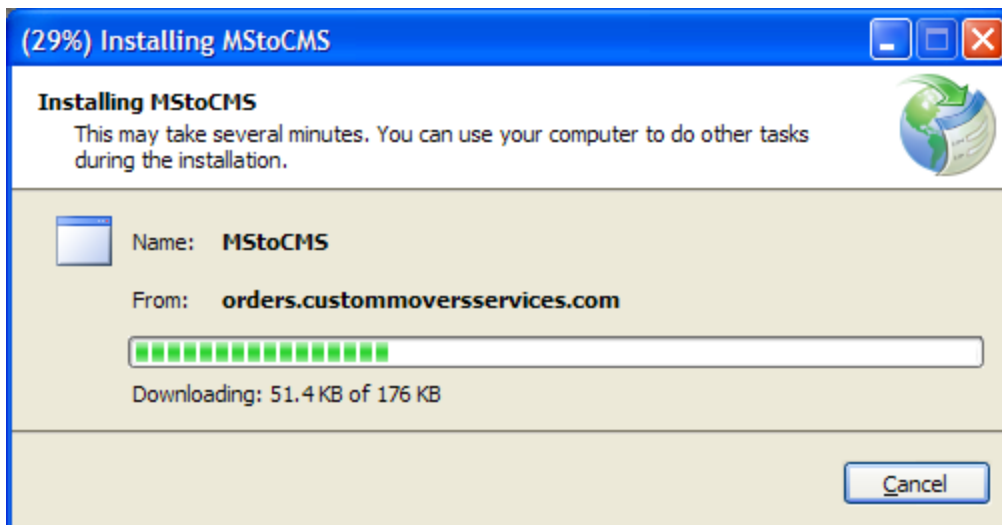 (29%) Installing MStoCMS
Installing MStoCMS
This may take several minutes. You can use your computer to do other tasks
during the installation.
Name: MStoCMS
From: orders.custommoversservices.com
Downloading: 51.4 KB of 176 KB
Cancel